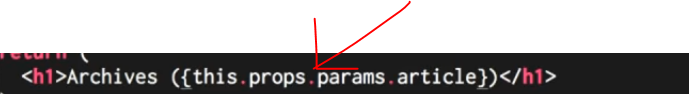 return (
<h1>Archives ({this.props.params.article})</h1>